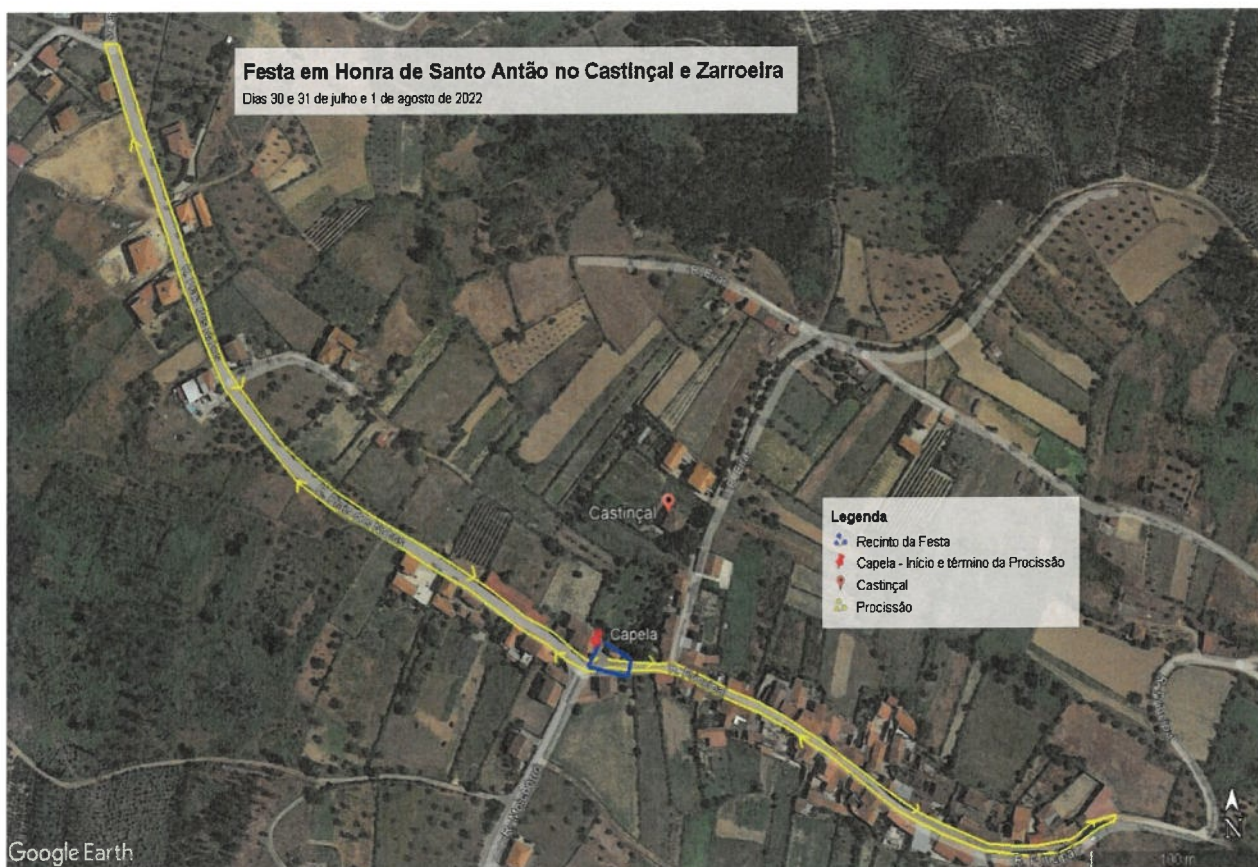 Festa em Honra de Santo Antão no Castinçal e Zarroeira
Dias 30 e 31 de julho e 1 de agosto de 2022
Castinçal
Legenda
Recinto da Festa
Capela - Início e término da Procissão
Castinçal
Procissão
Capela
N
100 m
Google Earth